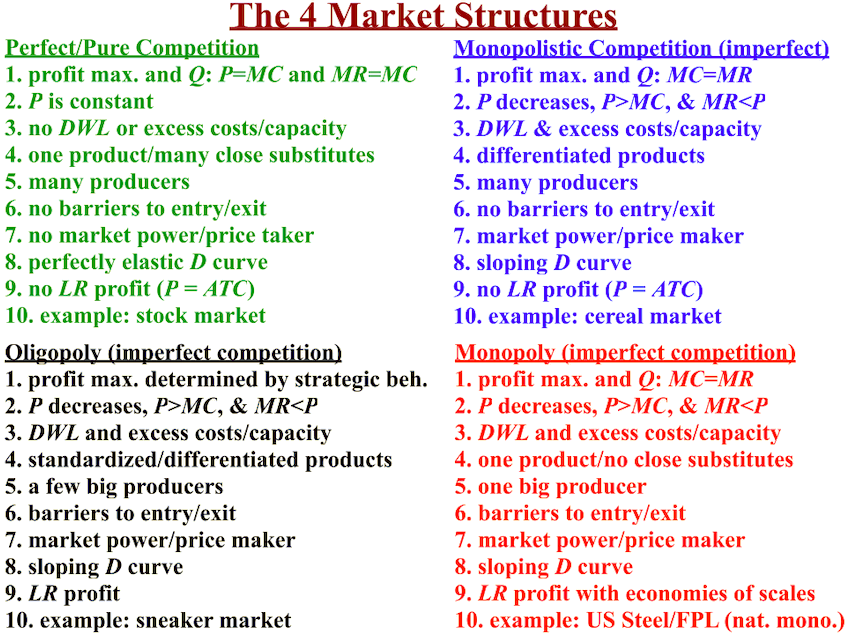 The 4 Market Structures
Perfect/Pure Competition
1. profit max. and Q: P=MC and MR=MC
2. P is constant
3. no DWL or excess costs/capacity
4. one product/many close substitutes
5. many producers
6. no barriers to entry/exit
7. no market power/price taker
8. perfectly elastic D curve
9. no LR profit (P = ATC)
10. example: stock market
Monopolistic Competition (imperfect)
1. profit max. and Q: MC=MR
2. P decreases, P>MC, & MR<P
3. DWL & excess costs/capacity
4. differentiated products
5. many producers
6. no barriers to entry/exit
7. market power/price maker
8. sloping D curve
9. no LR profit (P = ATC)
10. example: cereal market
Oligopoly (imperfect competition)
1. profit max. determined by strategic beh.
2. P decreases, P>MC, & MR<P
3. DWL and excess costs/capacity
4. standardized/differentiated products
5. a few big producers
6. barriers to entry/exit
7. market power/price maker
8. sloping D curve
9. LR profit
10. example: sneaker market
Monopoly (imperfect competition)
1. profit max. and Q: MC=MR
2. P decreases, P>MC, & MR<P
3. DWL and excess costs/capacity
4. one product/no close substitutes
5. one big producer
6. barriers to entry/exit
7. market power/price maker
8. sloping D curve
9. LR profit with economies of scales
10. example: US Steel/FPL (nat. mono.)